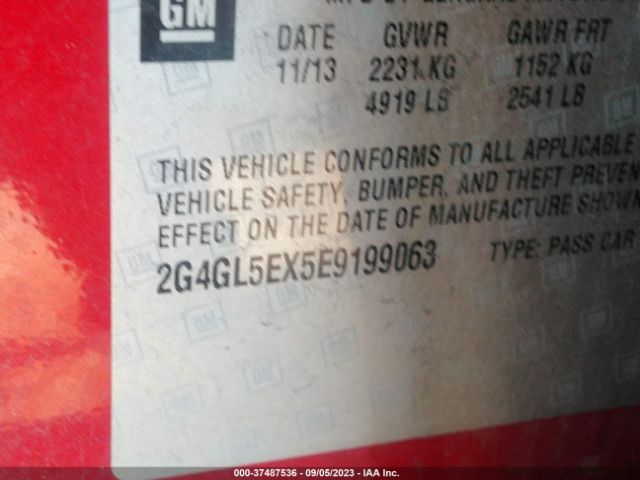 GM
DATE GVWR GAWR FRT
11/13 2231 KG 1152 KG
4919 LB 2541 LB
THIS VEHICLE CONFORMS TO ALL APPLICABLE
VEHICLE SAFETY, BUMPER, AND THEFT PREVEN
EFFECT ON THE DATE OF MANUFACTURE SHOWN
2G4GL5EX5E9199063 TYPE: PASS CAR
000-37487536 - 09/05/2023 - IAA Inc.